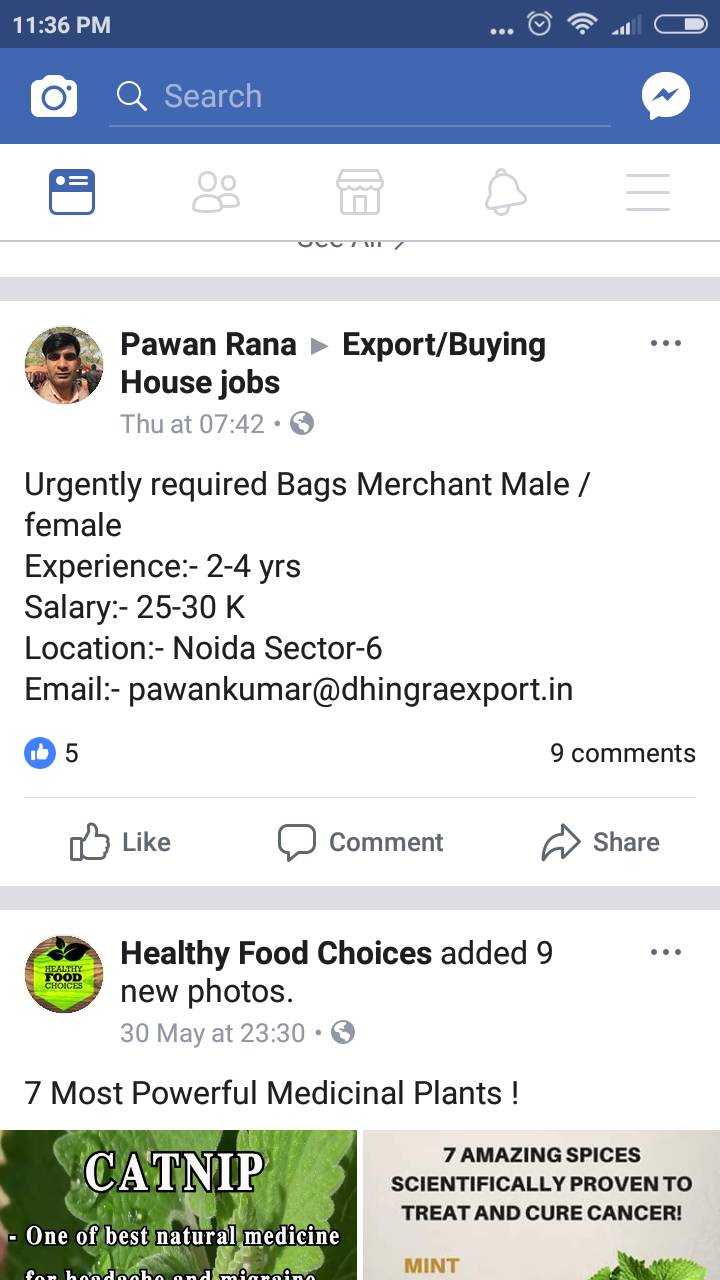 11:36 PM
Search
See All
Pawan Rana ▶ Export/Buying
House jobs
Thu at 07:42 •
Urgently required Bags Merchant Male /
female
Experience:- 2-4 yrs
Salary:- 25-30 K
Location:- Noida Sector-6
Email:- pawankumar@dhingraexport.in
5
9 comments
Like
Comment
Share
HEALTHY
FOOD
CHOICES
Healthy Food Choices added 9
new photos.
30 May at 23:30 •
7 Most Powerful Medicinal Plants !
CATNIP
- One of best natural medicine
for headache and migraine
7 AMAZING SPICES
SCIENTIFICALLY PROVEN TO
TREAT AND CURE CANCER!
MINT